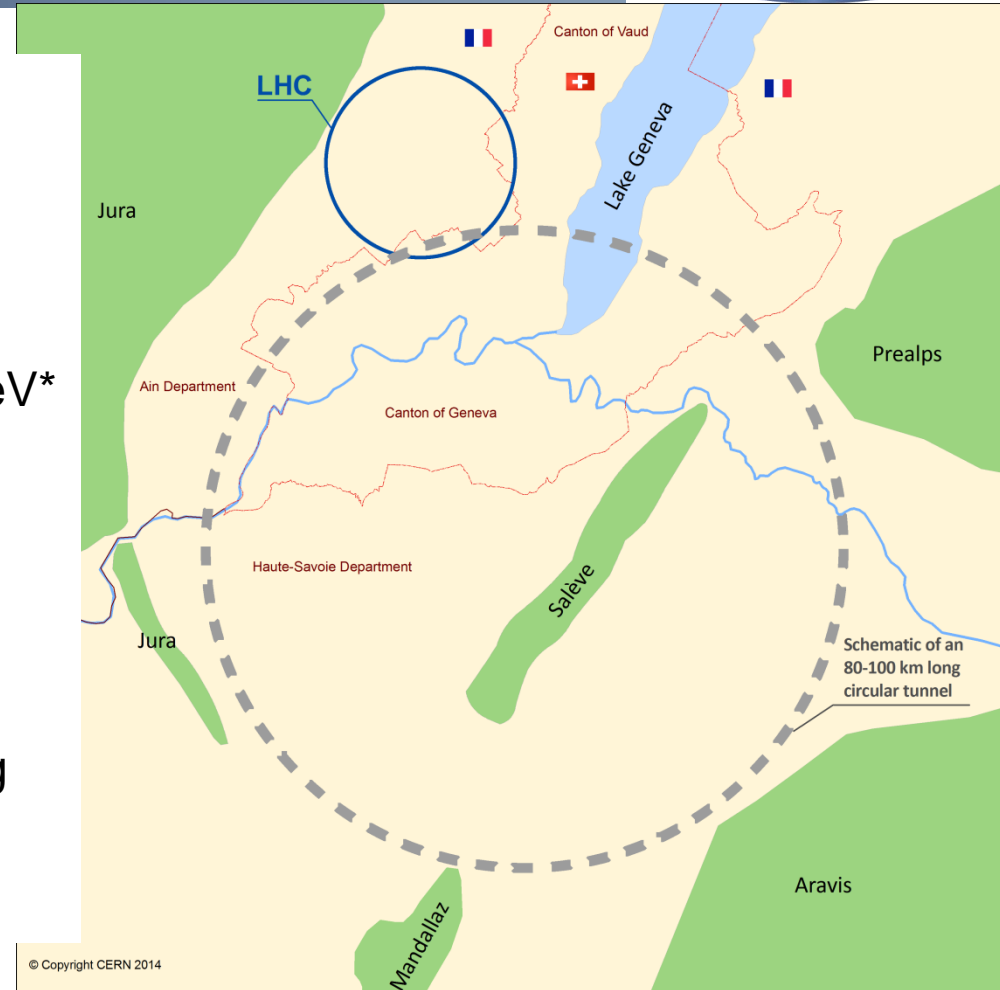 Canton of Vaud
LHC
Lake Geneva
Jura
Prealps
eV*
Ain Department
Canton of Geneva
Haute-Savoie Department
Salève
Jura
Schematic of an
80-100 km long
circular tunnel
g
Aravis
Mandallaz
© Copyright CERN 2014